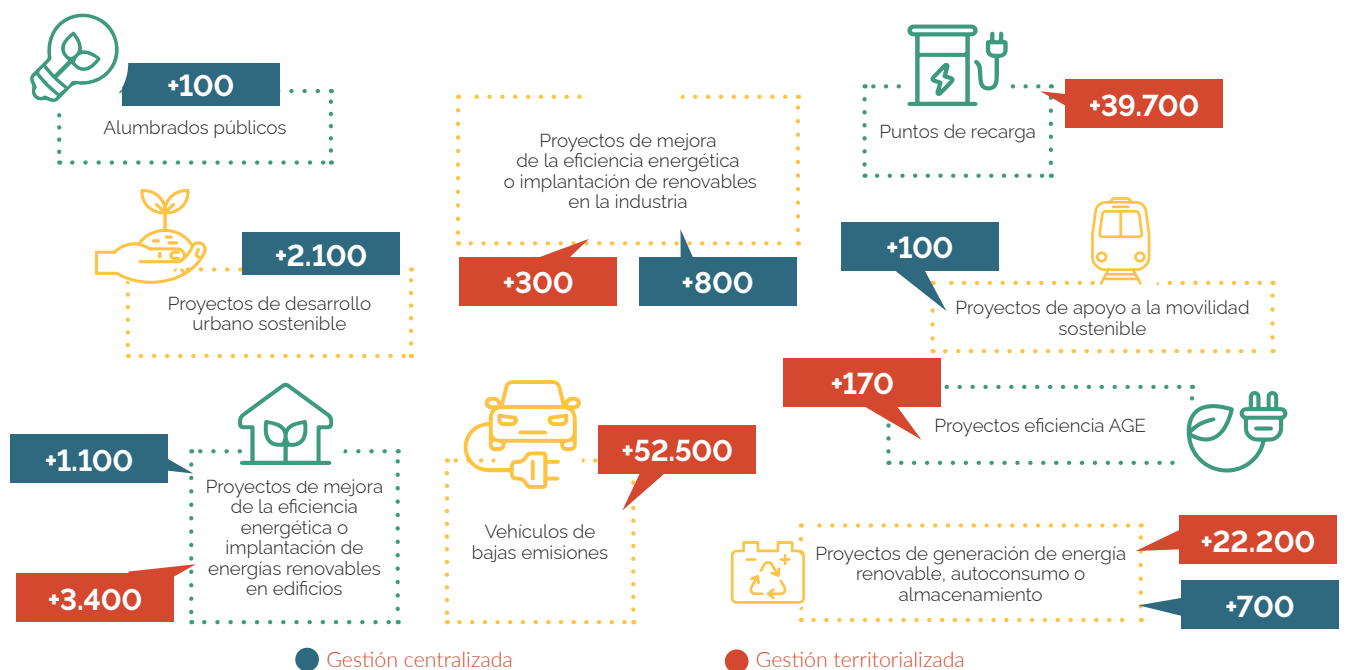 +100
Alumbrados públicos
Proyectos de mejora
de la eficiencia energética
o implantación de renovables
en la industria
+300
+800
+39.700
Puntos de recarga
+2.100
Proyectos de desarrollo
urbano sostenible
+100
Proyectos de apoyo a la movilidad
sostenible
+170
Proyectos eficiencia AGE
+1.100
Proyectos de mejora
de la eficiencia
energética o
implantación de
energías renovables
en edificios
+3.400
+52.500
Vehículos de
bajas emisiones
+22.200
Proyectos de generación de energía
renovable, autoconsumo o
almacenamiento
+700
Gestión centralizada
Gestión territorializada